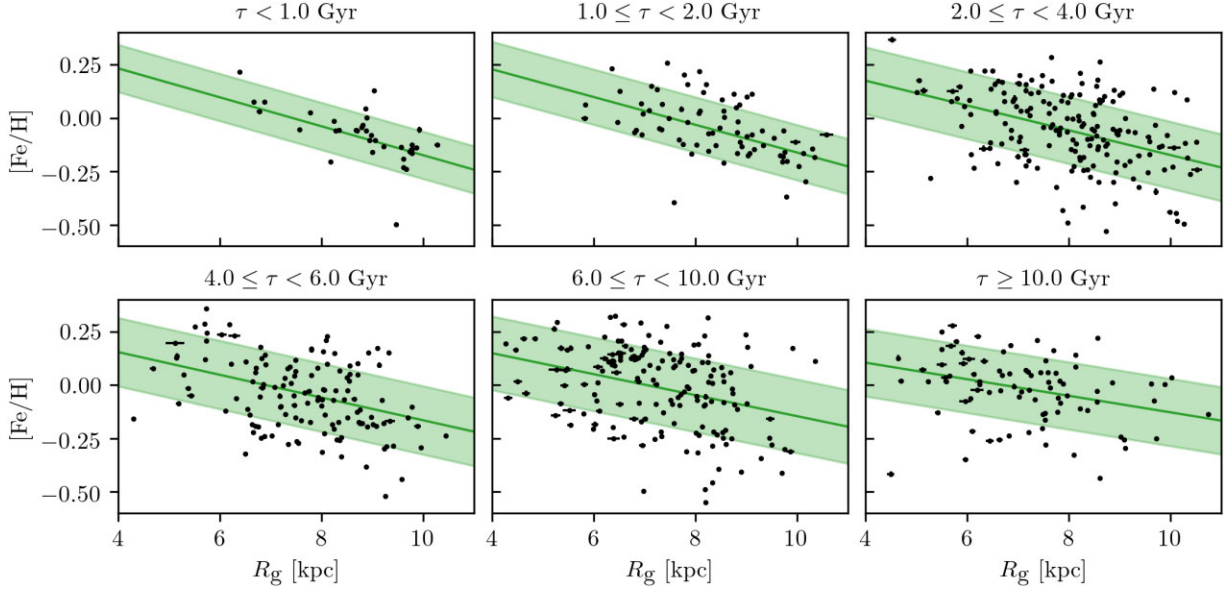 τ < 1.0 Gyr
1.0 ≤ τ < 2.0 Gyr
2.0 ≤ τ < 4.0 Gyr
[Fe/H]
0.25
0.00
−0.25
−0.50
4.0 ≤ τ < 6.0 Gyr
6.0 ≤ τ < 10.0 Gyr
τ ≥ 10.0 Gyr
[Fe/H]
0.25
0.00
−0.25
−0.50
4 6 8 10
4 6 8 10
4 6 8 10
Rg [kpc]
Rg [kpc]
Rg [kpc]